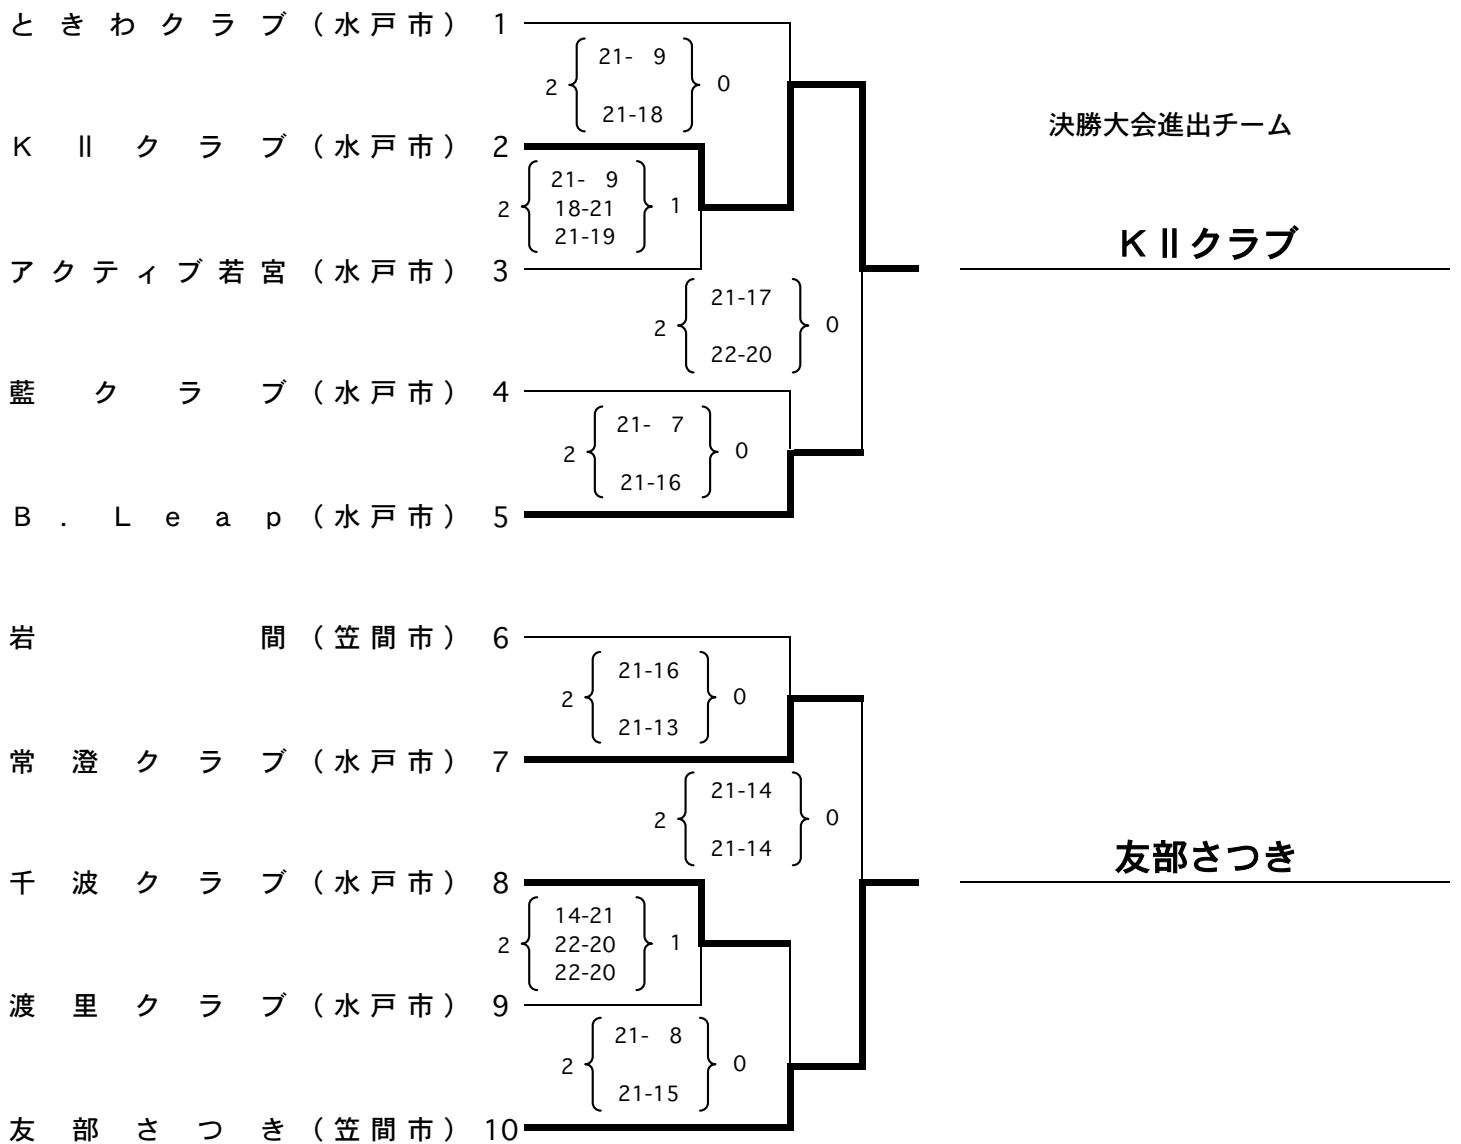 ときわクラブ（水戸市） 1
21- 9
2 0
21-18
決勝大会進出チーム
KⅡクラブ（水戸市） 2
21- 9
2 18-21 1
21-19
KⅡクラブ
アクティブ若宮（水戸市） 3
21-17
2 0
22-20
藍クラブ（水戸市） 4
21- 7
2 0
21-16
B.Leap（水戸市） 5
岩間（笠間市） 6
21-16
2 0
21-13
常澄クラブ（水戸市） 7
21-14
2 0
21-14
友部さつき
千波クラブ（水戸市） 8
14-21
2 22-20 1
22-20
渡里クラブ（水戸市） 9
21- 8
2 0
21-15
友部さつき（笠間市） 10